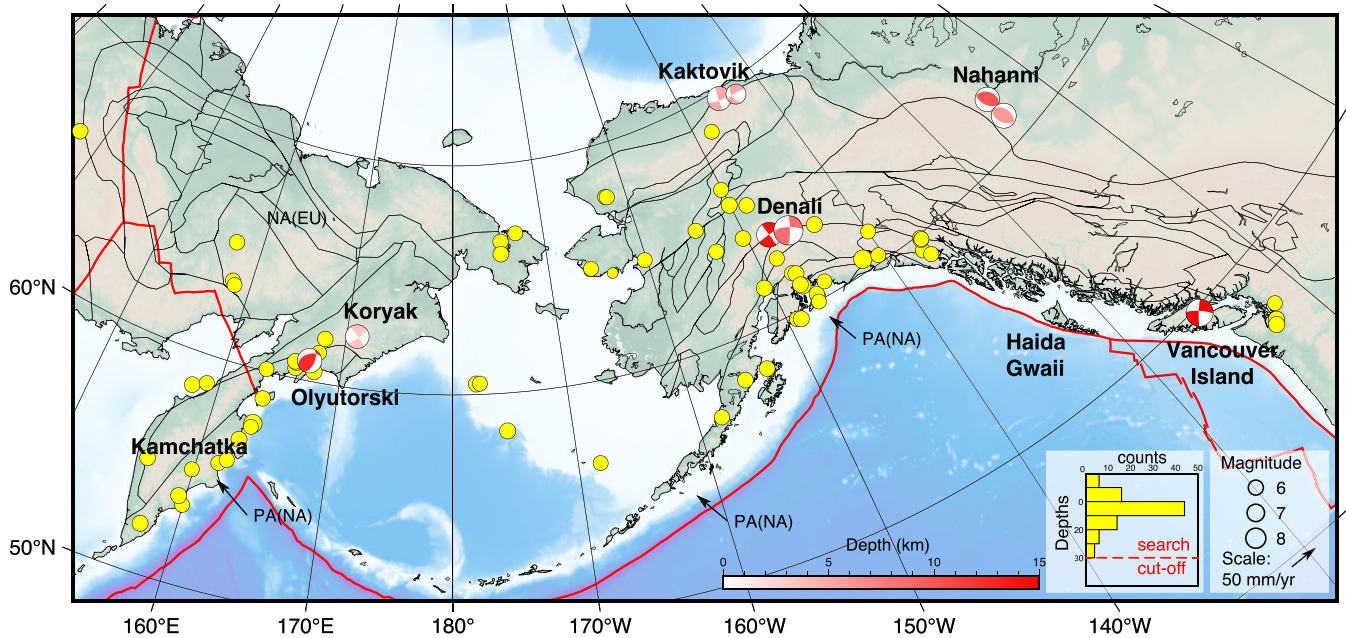 Kaktovik
Nahanni
NA(EU)
Denali
60°N
Koryak
PA(NA)
Haida
Gwaii
Vancouver
Island
Olyutorski
Kamchatka
PA(NA)
PA(NA)
50°N
counts
0 10 20 30 40 50
Depths
0
20
30
search
cut-off
Magnitude
6
7
8
Scale:
50 mm/yr
Depth (km)
0 5 10 15
160°E 170°E 180° 170°W 160°W 150°W 140°W